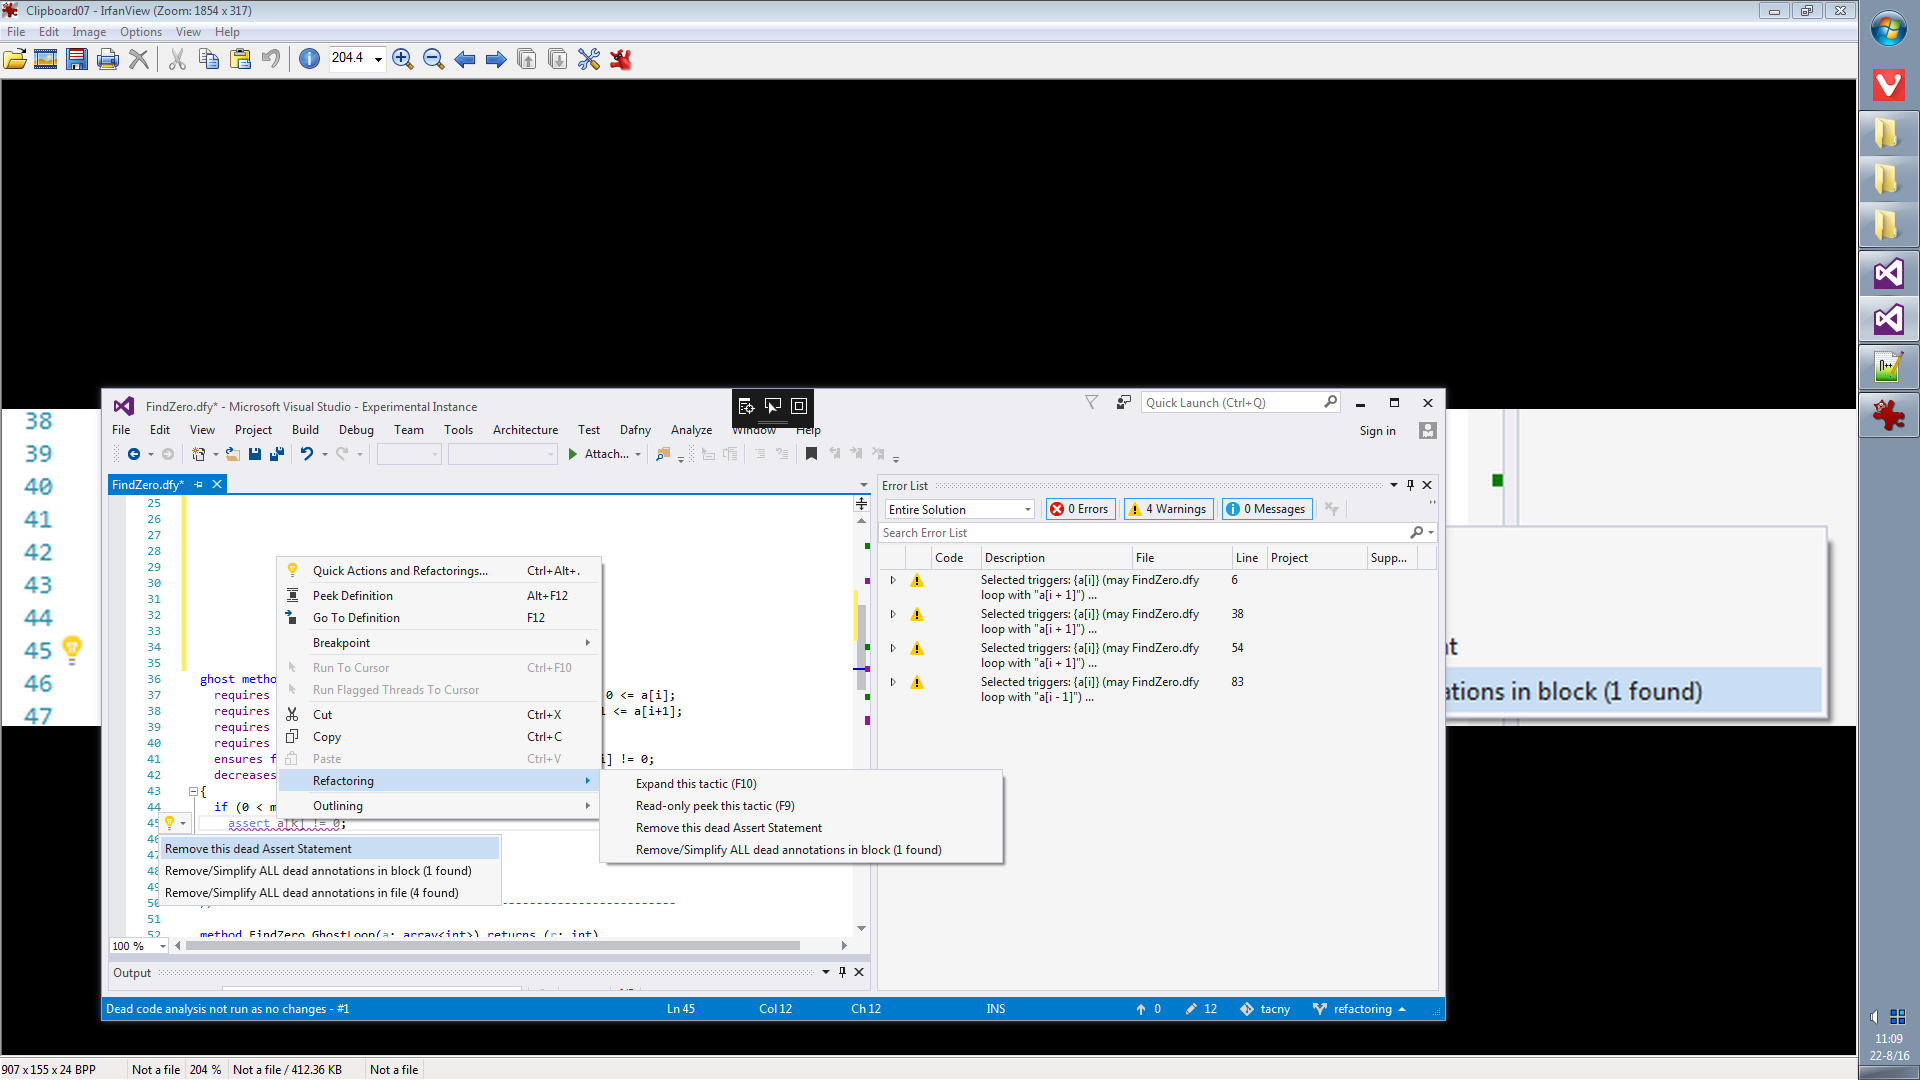 Clipboard07 - IrfanView (Zoom: 1854 x 317)
File Edit Image Options View Help
204.4
38
39
40
41
42
43
44
45
46
47
FindZero.dfy* - Microsoft Visual Studio - Experimental Instance
Quick Launch (Ctrl+Q)
File Edit View Project Build Debug Team Tools Architecture Test Dafny Analyze Window Help
Sign in
Attach...
FindZero.dfy*
25
26
27
28
29
30
31
32
33
34
35
36 ghost metho
37 requires 0 <= a[i];
38 requires 1 <= a[i+1];
39 requires
40 requires
41 ensures f i] != 0;
42 decreases
43 {
44 if (0 < m
45 assert a[k] != 0;
50
51
52 method FindZero_GhostLoop(a: array<int>) returns (r: int)
Quick Actions and Refactorings... Ctrl+Alt+.
Peek Definition Alt+F12
Go To Definition F12
Breakpoint
Run To Cursor Ctrl+F10
Run Flagged Threads To Cursor
Cut Ctrl+X
Copy Ctrl+C
Paste Ctrl+V
Refactoring
Outlining
Expand this tactic (F10)
Read-only peek this tactic (F9)
Remove this dead Assert Statement
Remove/Simplify ALL dead annotations in block (1 found)
Remove this dead Assert Statement
Remove/Simplify ALL dead annotations in block (1 found)
Remove/Simplify ALL dead annotations in file (4 found)
100 %
Output
Error List
Entire Solution 0 Errors 4 Warnings 0 Messages
Search Error List
Code Description File Line Project Supp...
Selected triggers: {a[i]} (may FindZero.dfy 6
loop with "a[i + 1]") ...
Selected triggers: {a[i]} (may FindZero.dfy 38
loop with "a[i + 1]") ...
Selected triggers: {a[i]} (may FindZero.dfy 54
loop with "a[i + 1]") ...
Selected triggers: {a[i]} (may FindZero.dfy 83
loop with "a[i - 1]") ...
Dead code analysis not run as no changes - #1 Ln 45 Col 12 Ch 12 INS 0 12 tacny refactoring
nt
ations in block (1 found)
907 x 155 x 24 BPP Not a file 204 % Not a file / 412.36 KB Not a file
11:09
22-8/16